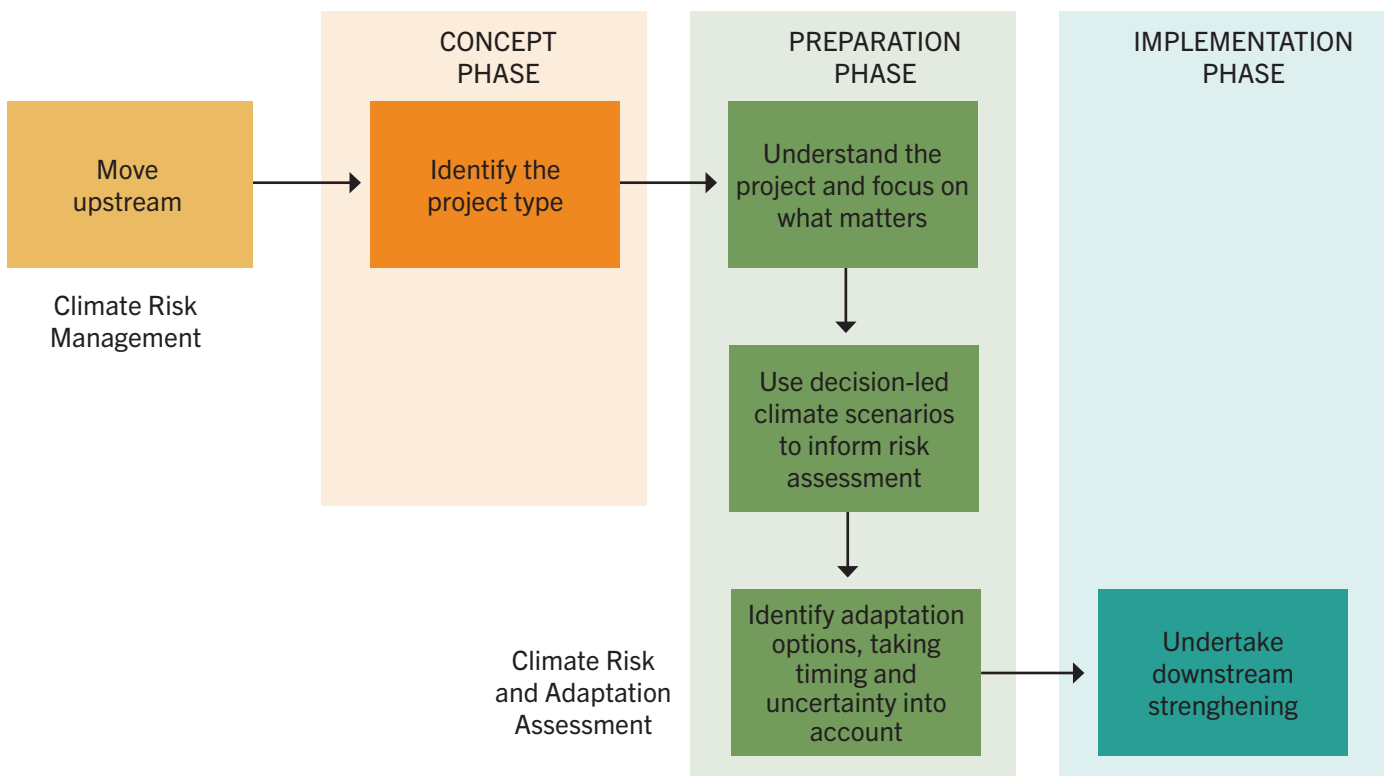 CONCEPT
PHASE
PREPARATION
PHASE
IMPLEMENTATION
PHASE
Move
upstream
Identify the
project type
Understand the
project and focus on
what matters
Climate Risk
Management
Use decision-led
climate scenarios
to inform risk
assessment
Climate Risk
and Adaptation
Assessment
Identify adaptation
options, taking
timing and
uncertainty into
account
Undertake
downstream
strenghening